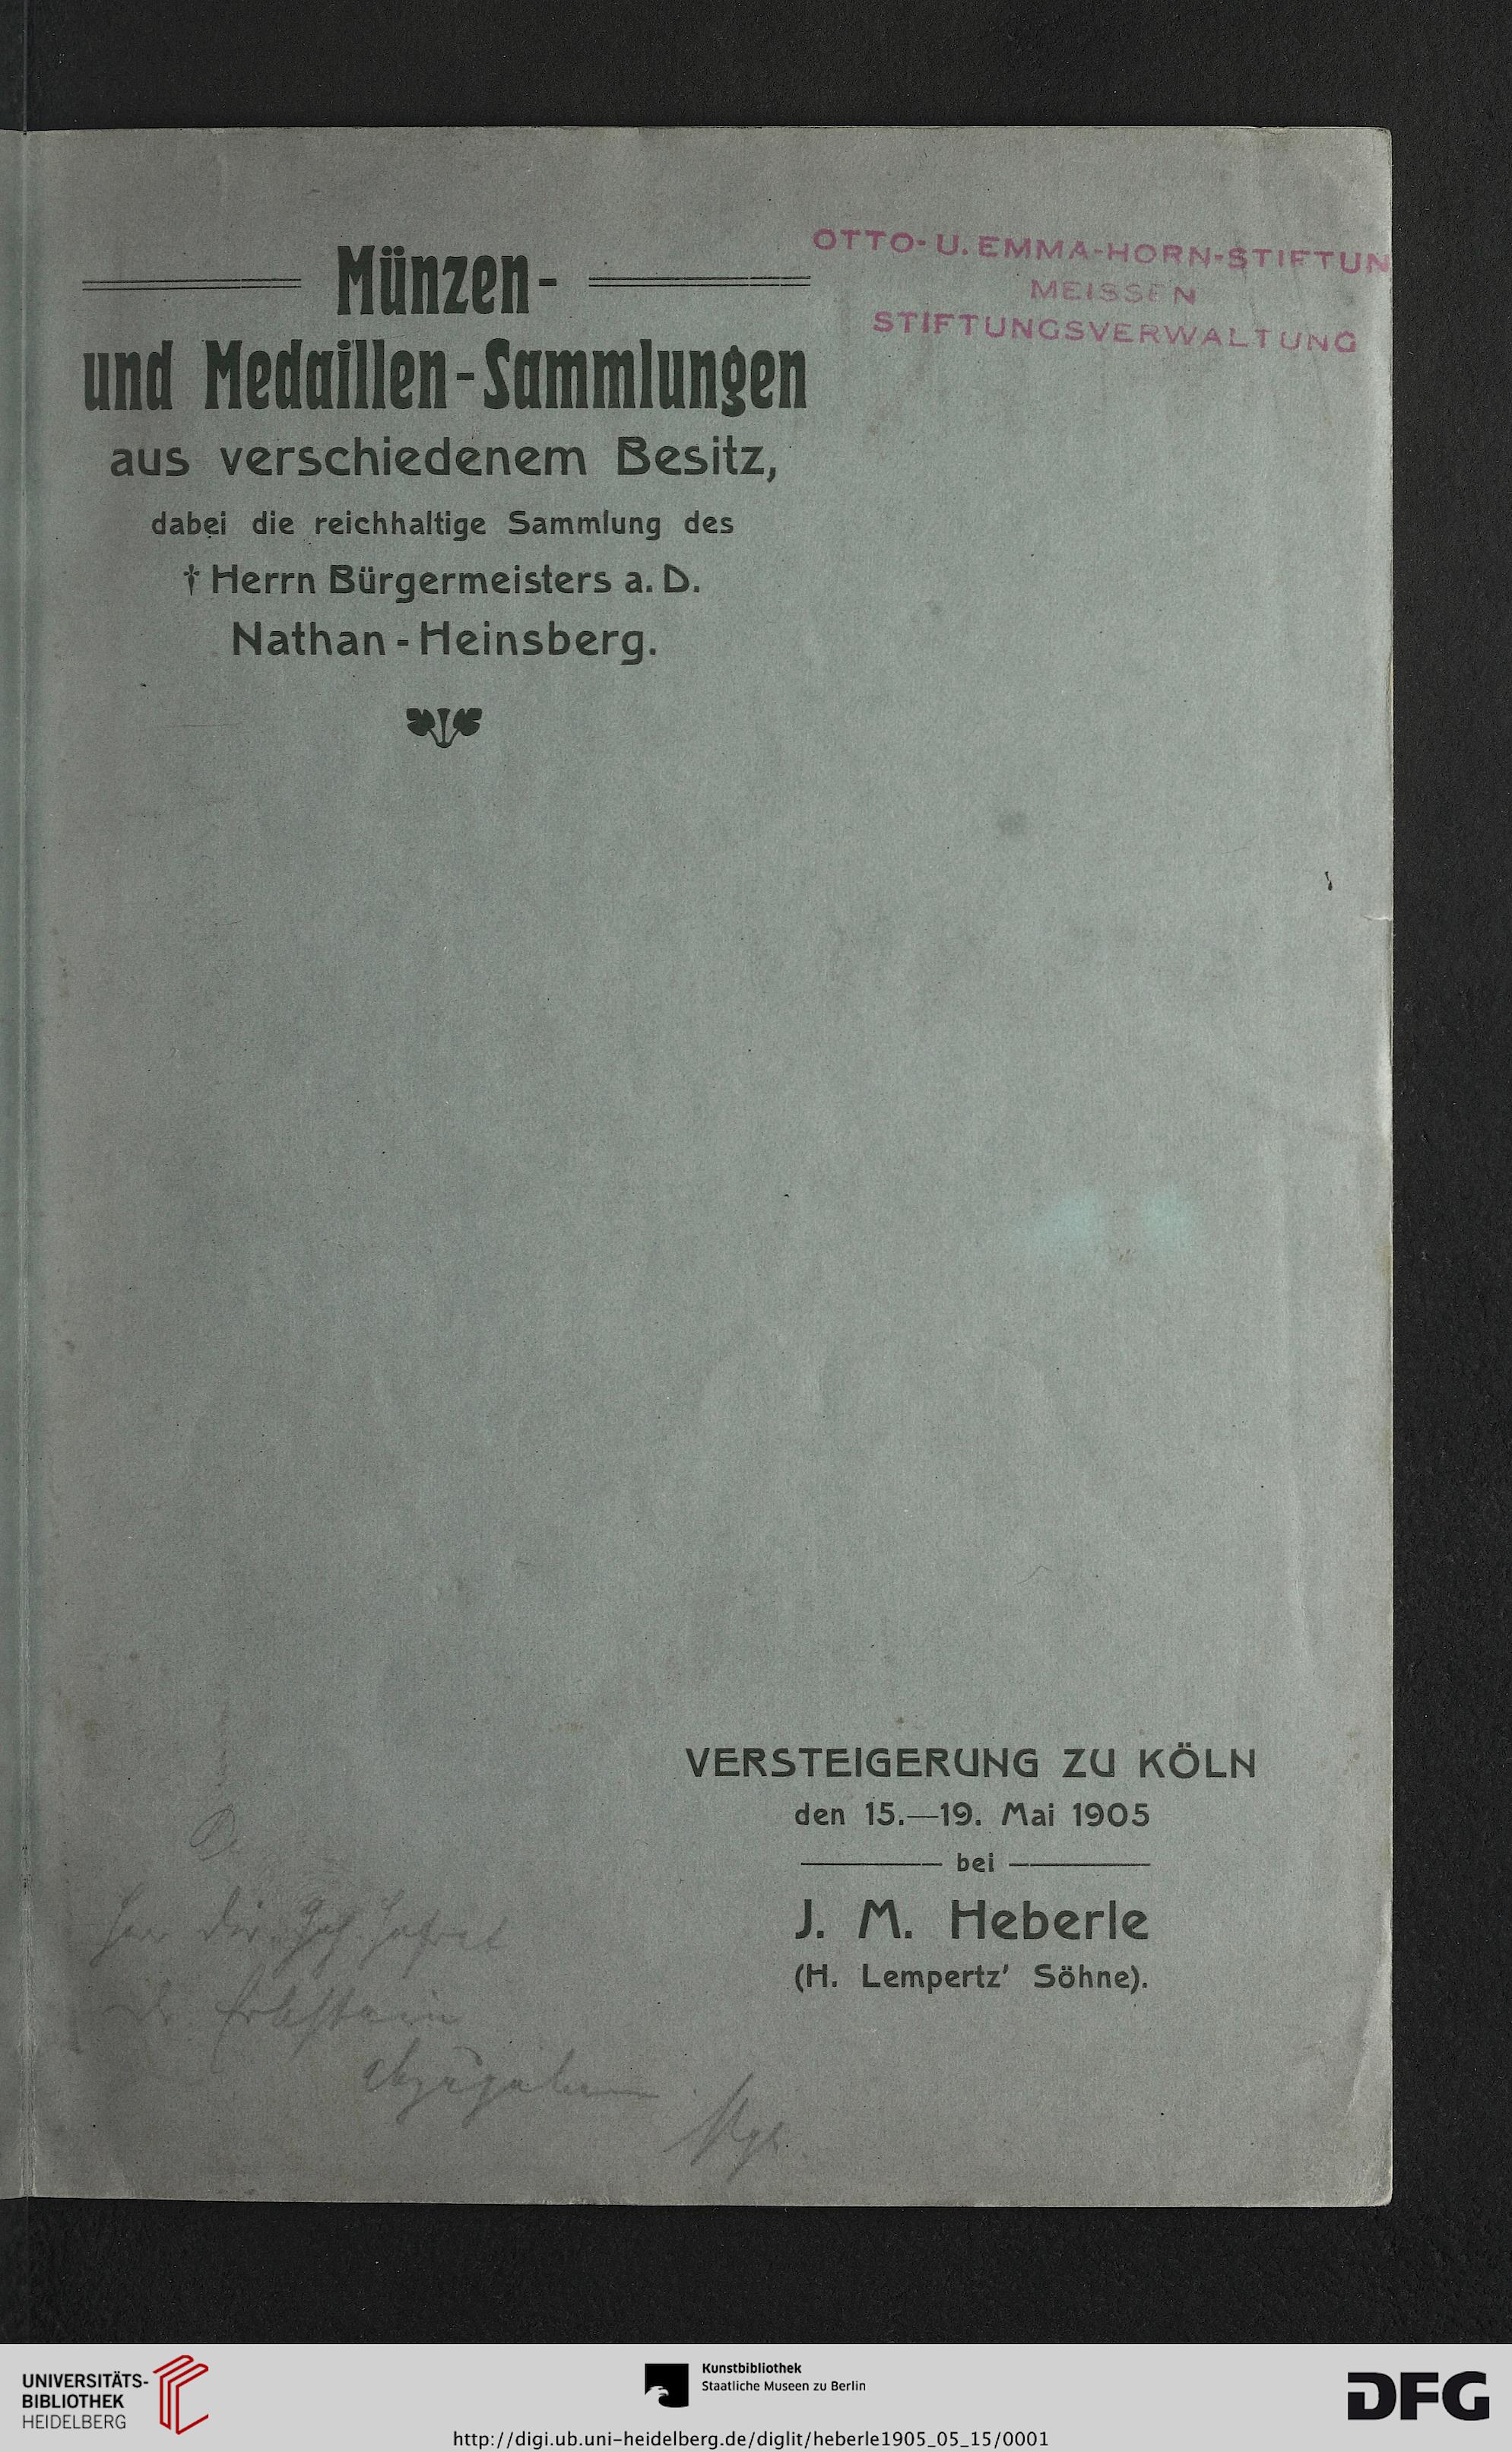 Münzen-
und Medaillen-Sammlungen
aus verschiedenem Besitz,
dabei die reichhaltige Sammlung des
† Herrn Bürgermeisters a. D.
Nathan-Heinsberg.
OTTO- U. EMMA-HORN-STIFTUN
MEISSEN
STIFTUNGSVERWALTUNG
VERSTEIGERUNG ZU KÖLN
den 15.—19. Mai 1905
bei
J. M. Heberle
(H. Lempertz' Söhne).
Dr. Erbstein
UNIVERSITÄTS-
BIBLIOTHEK
HEIDELBERG
Kunstbibliothek
Staatliche Museen zu Berlin
DFG
http://digi.ub.uni-heidelberg.de/diglit/heberle1905_05_15/0001